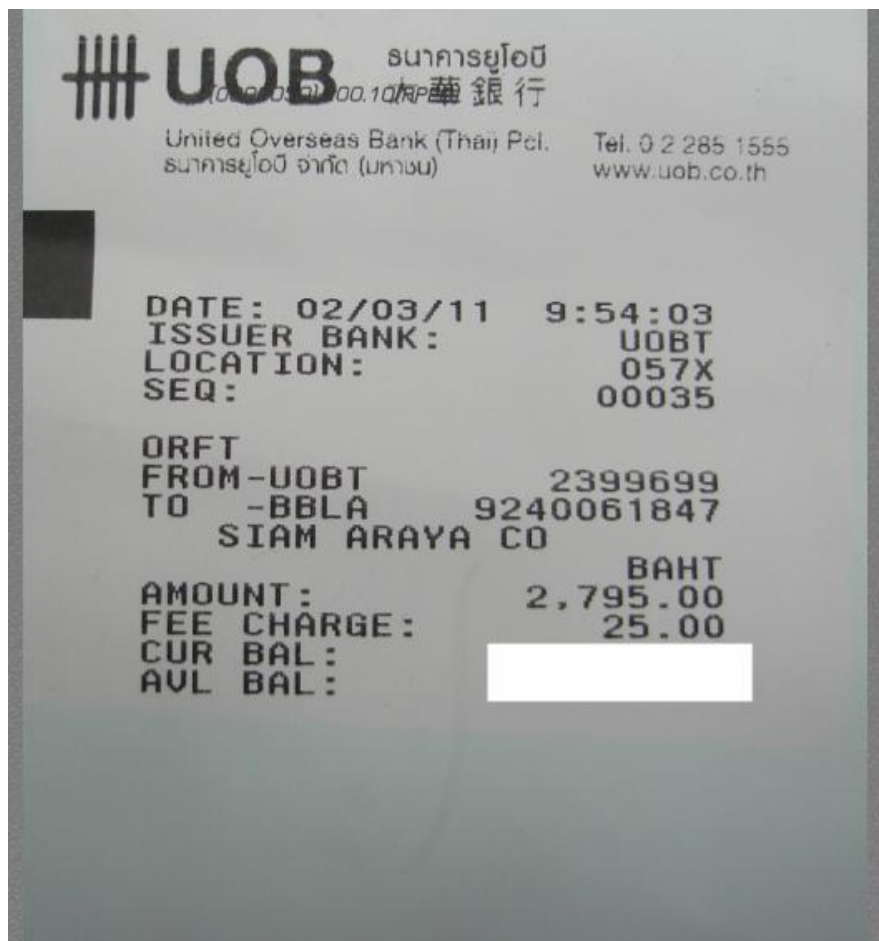 UOB ธนาคารยูโอบี
大華銀行
United Overseas Bank (Thai) Pcl. Tel. 0 2 285 1555
ธนาคารยูโอบี จำกัด (มหาชน) www.uob.co.th
DATE: 02/03/11 9:54:03
ISSUER BANK: UOBT
LOCATION: 057X
SEQ: 00035
ORFT
FROM-UOBT 2399699
TO -BBLA 9240061847
SIAM ARAYA CO
BAHT
AMOUNT: 2,795.00
FEE CHARGE: 25.00
CUR BAL:
AVL BAL: